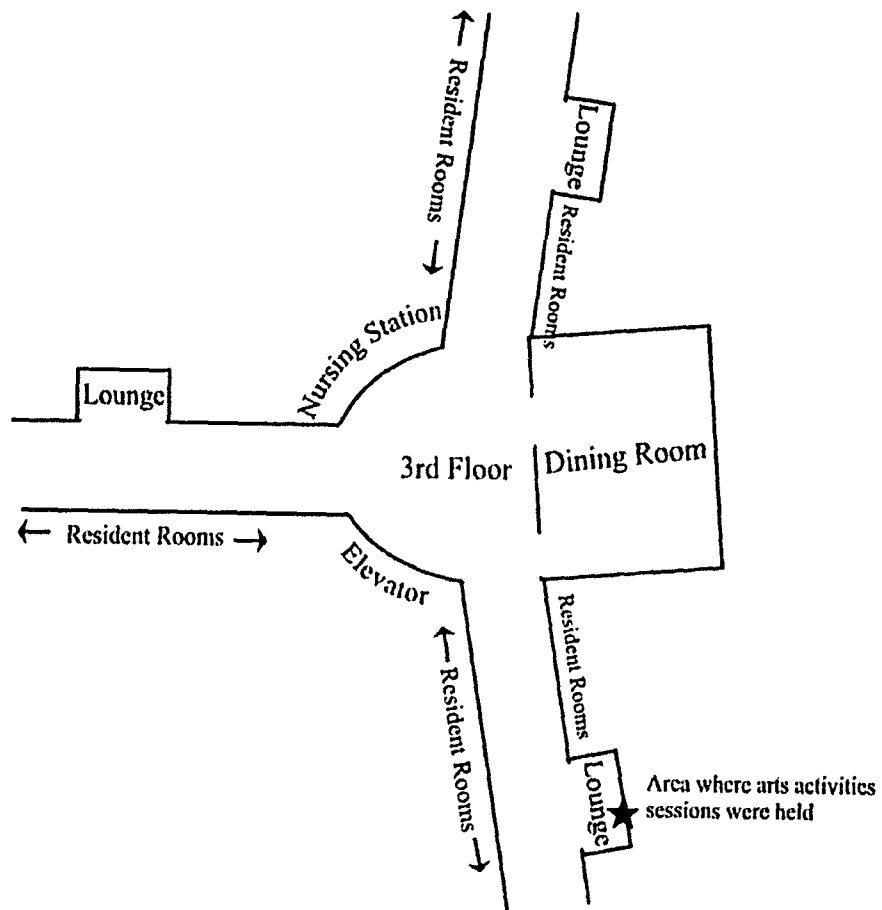 Resident Rooms
Lounge
Resident Rooms
Nursing Station
Lounge
3rd Floor
Dining Room
Resident Rooms
Elevator
Resident Rooms
Resident Rooms
Lounge
Area where arts activities
sessions were held